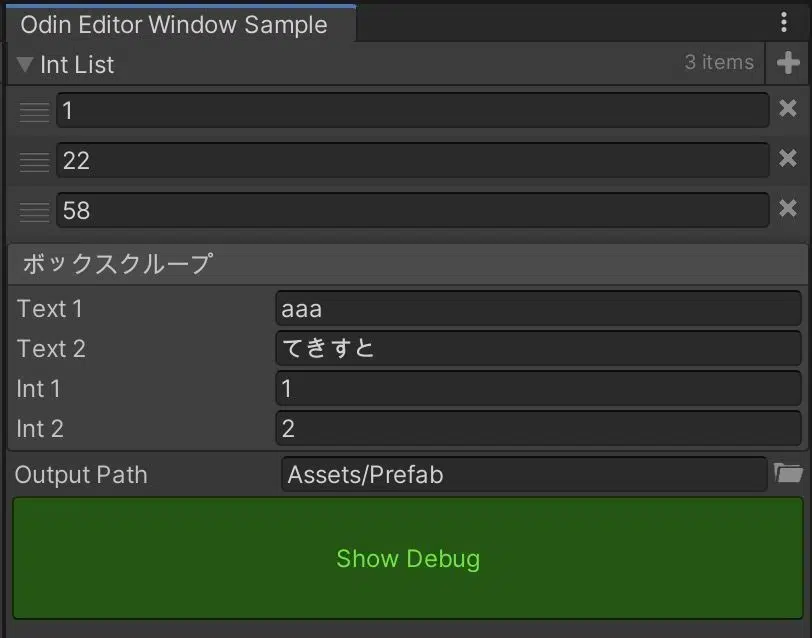 Odin Editor Window Sample
Int List 3 items
1
22
58
ボックスクループ
Text 1 aaa
Text 2 てきすと
Int 1 1
Int 2 2
Output Path Assets/Prefab
Show Debug